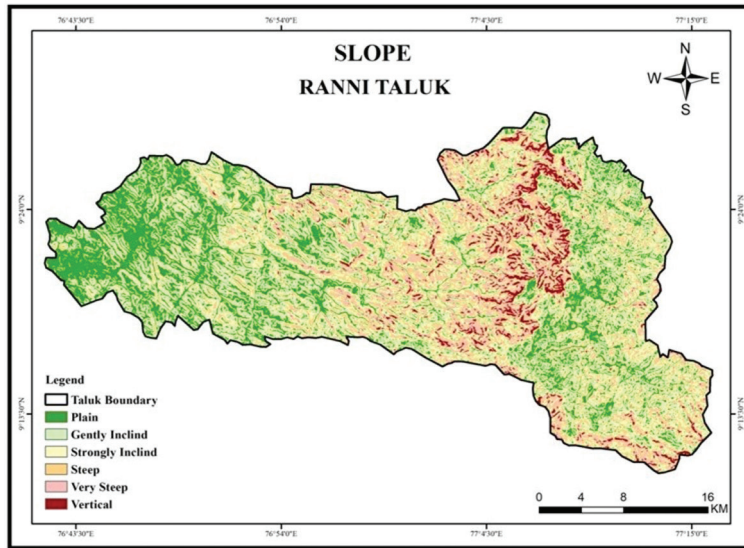 76°43'30"E 76°54'0"E 77°4'30"E 77°15'0"E
SLOPE
RANNI TALUK
N
W E
S
9°24'0"N 9°24'0"N
9°13'30"N 9°13'30"N
Legend
Taluk Boundary
Plain
Gently Inclind
Strongly Inclind
Steep
Very Steep
Vertical
0 4 8 16
KM
76°43'30"E 76°54'0"E 77°4'30"E 77°15'0"E